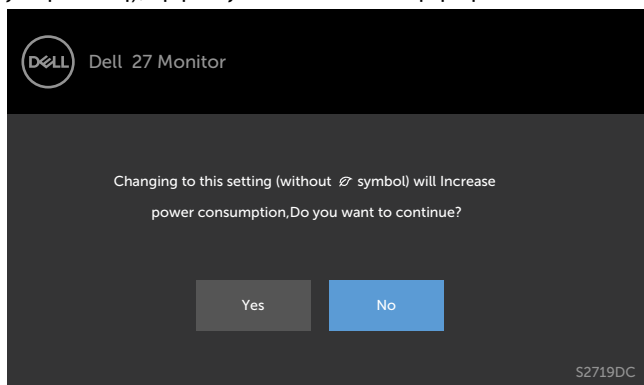 DELL
Dell 27 Monitor
Changing to this setting (without symbol) will Increase
power consumption,Do you want to continue?
Yes No
S2719DC